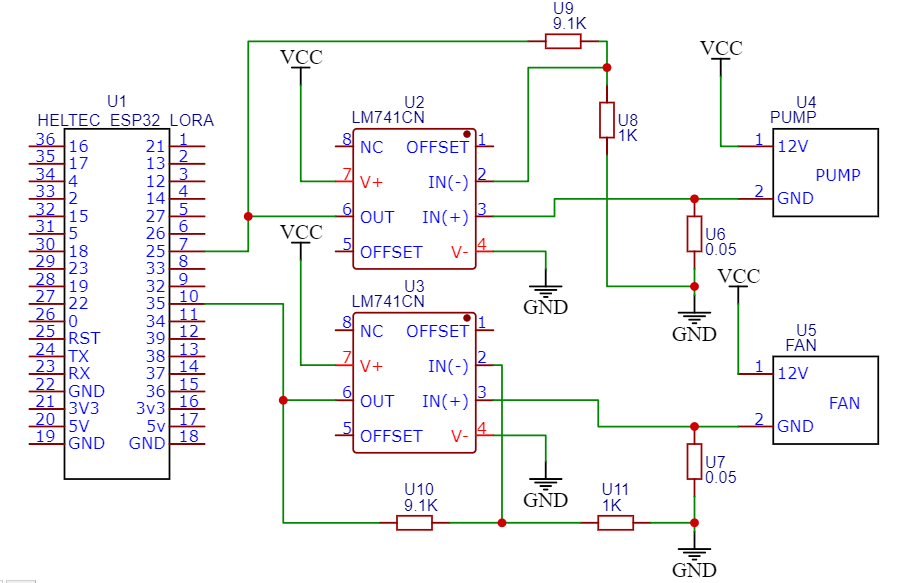 U9
9.1K
VCC
VCC
U1
HELTEC_ESP32_LORA
U2
LM741CN
U4
PUMP
U8
1K
36 16 21 1
35 17 13 2
34 4 12 3
33 2 14 4
32 15 27 5
31 5 26 6
30 18 25 7
29 23 33 8
28 19 32 9
27 22 35 10
26 0 34 11
25 RST 39 12
24 TX 38 13
23 RX 37 14
22 GND 36 15
21 3V3 3v3 16
20 5V 5v 17
19 GND GND 18
8 NC OFFSET 1
7 V+ IN(-) 2
6 OUT IN(+) 3
5 OFFSET V- 4
1 12V
PUMP
2 GND
U6
0.05
VCC
GND
GND
VCC
U3
LM741CN
8 NC OFFSET 1
7 V+ IN(-) 2
6 OUT IN(+) 3
5 OFFSET V- 4
U5
FAN
1 12V
FAN
2 GND
U7
0.05
GND
U10
9.1K
U11
1K
GND